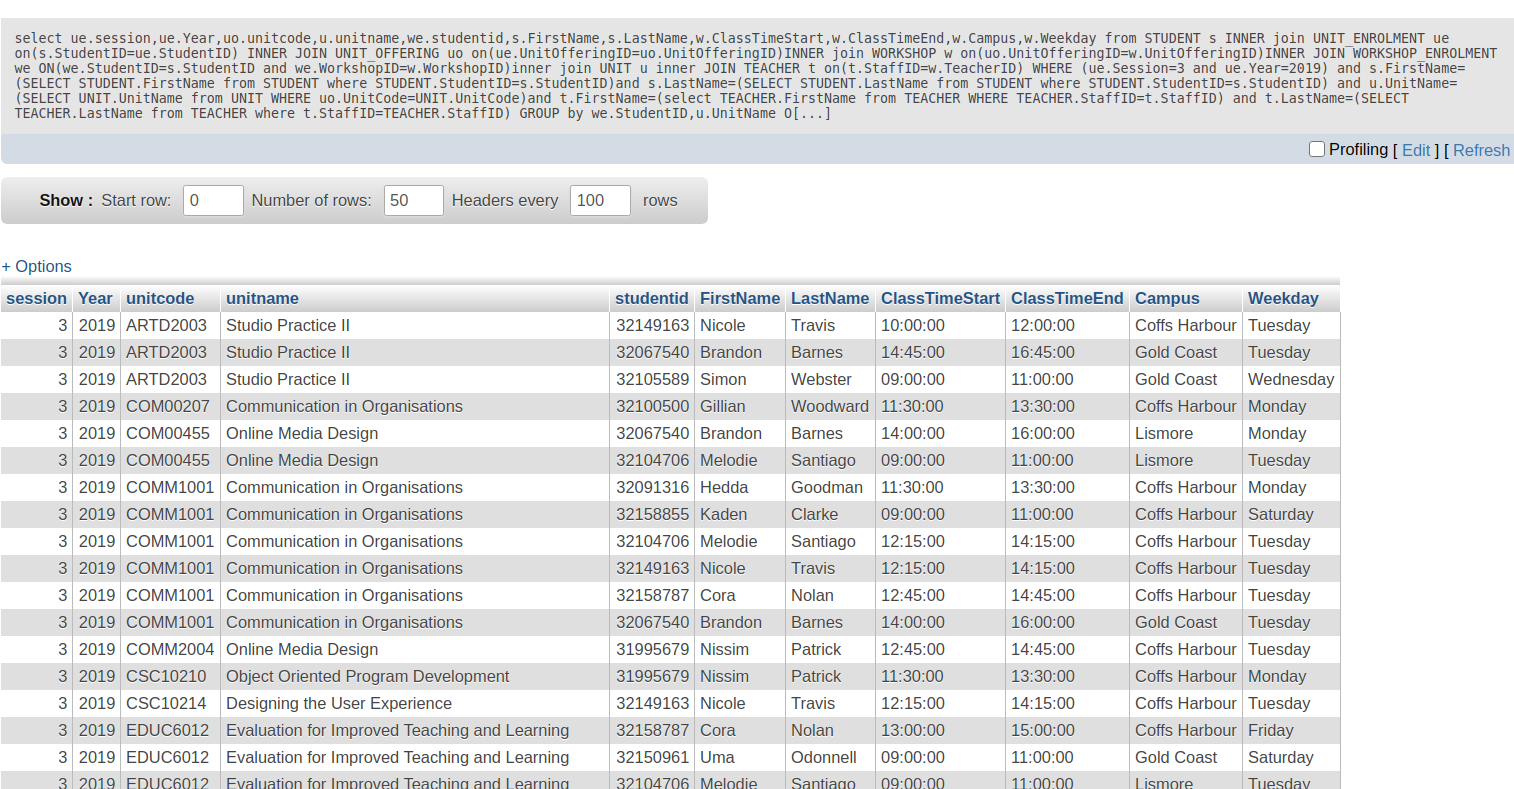 select ue.session,ue.Year,uo.unitcode,u.unitname,we.studentid,s.FirstName,s.LastName,w.ClassTimeStart,w.ClassTimeEnd,w.Campus,w.Weekday from STUDENT s INNER join UNIT_ENROLMENT ue
on(s.StudentID=ue.StudentID) INNER JOIN UNIT_OFFERING uo on(ue.UnitOfferingID=uo.UnitOfferingID)INNER join WORKSHOP w on(uo.UnitOfferingID=w.UnitOfferingID)INNER JOIN WORKSHOP_ENROLMENT
we ON(we.StudentID=s.StudentID and we.WorkshopID=w.WorkshopID)inner join UNIT u inner JOIN TEACHER t on(t.StaffID=w.TeacherID) WHERE (ue.Session=3 and ue.Year=2019) and s.FirstName=
(SELECT STUDENT.FirstName from STUDENT where STUDENT.StudentID=s.StudentID)and s.LastName=(SELECT STUDENT.LastName from STUDENT where STUDENT.StudentID=s.StudentID) and u.UnitName=
(SELECT UNIT.UnitName from UNIT WHERE uo.UnitCode=UNIT.UnitCode)and t.FirstName=(select TEACHER.FirstName from TEACHER WHERE TEACHER.StaffID=t.StaffID) and t.LastName=(SELECT
TEACHER.LastName from TEACHER where t.StaffID=TEACHER.StaffID) GROUP by we.StudentID,u.UnitName O[...]
Profiling [ Edit ] [ Refresh
Show : Start row: 0 Number of rows: 50 Headers every 100 rows
+ Options
session Year unitcode unitname studentid FirstName LastName ClassTimeStart ClassTimeEnd Campus Weekday
3 2019 ARTD2003 Studio Practice II 32149163 Nicole Travis 10:00:00 12:00:00 Coffs Harbour Tuesday
3 2019 ARTD2003 Studio Practice II 32067540 Brandon Barnes 14:45:00 16:45:00 Gold Coast Tuesday
3 2019 ARTD2003 Studio Practice II 32105589 Simon Webster 09:00:00 11:00:00 Gold Coast Wednesday
3 2019 COM00207 Communication in Organisations 32100500 Gillian Woodward 11:30:00 13:30:00 Coffs Harbour Monday
3 2019 COM00455 Online Media Design 32067540 Brandon Barnes 14:00:00 16:00:00 Lismore Monday
3 2019 COM00455 Online Media Design 32104706 Melodie Santiago 09:00:00 11:00:00 Lismore Tuesday
3 2019 COMM1001 Communication in Organisations 32091316 Hedda Goodman 11:30:00 13:30:00 Coffs Harbour Monday
3 2019 COMM1001 Communication in Organisations 32158855 Kaden Clarke 09:00:00 11:00:00 Coffs Harbour Saturday
3 2019 COMM1001 Communication in Organisations 32104706 Melodie Santiago 12:15:00 14:15:00 Coffs Harbour Tuesday
3 2019 COMM1001 Communication in Organisations 32149163 Nicole Travis 12:15:00 14:15:00 Coffs Harbour Tuesday
3 2019 COMM1001 Communication in Organisations 32158787 Cora Nolan 12:45:00 14:45:00 Coffs Harbour Tuesday
3 2019 COMM1001 Communication in Organisations 32067540 Brandon Barnes 14:00:00 16:00:00 Gold Coast Tuesday
3 2019 COMM2004 Online Media Design 31995679 Nissim Patrick 12:45:00 14:45:00 Coffs Harbour Tuesday
3 2019 CSC10210 Object Oriented Program Development 31995679 Nissim Patrick 11:30:00 13:30:00 Coffs Harbour Monday
3 2019 CSC10214 Designing the User Experience 32149163 Nicole Travis 12:15:00 14:15:00 Coffs Harbour Tuesday
3 2019 EDUC6012 Evaluation for Improved Teaching and Learning 32158787 Cora Nolan 13:00:00 15:00:00 Coffs Harbour Friday
3 2019 EDUC6012 Evaluation for Improved Teaching and Learning 32150961 Uma Odonnell 09:00:00 11:00:00 Gold Coast Saturday
3 2019 EDUC6012 Evaluation for Improved Teaching and Learning 32104706 Melodie Santiago 09:00:00 11:00:00 Lismore Tuesday